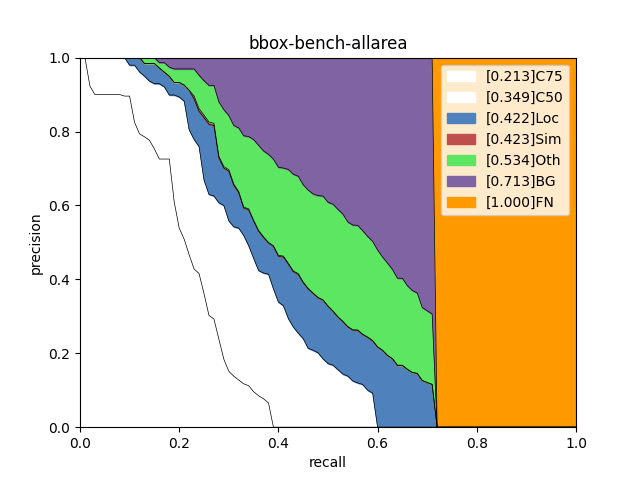 bbox-bench-allarea
1.0
0.8
0.6
0.4
0.2
0.0
precision
0.0 0.2 0.4 0.6 0.8 1.0
recall
[0.213]C75
[0.349]C50
[0.422]Loc
[0.423]Sim
[0.534]Oth
[0.713]BG
[1.000]FN